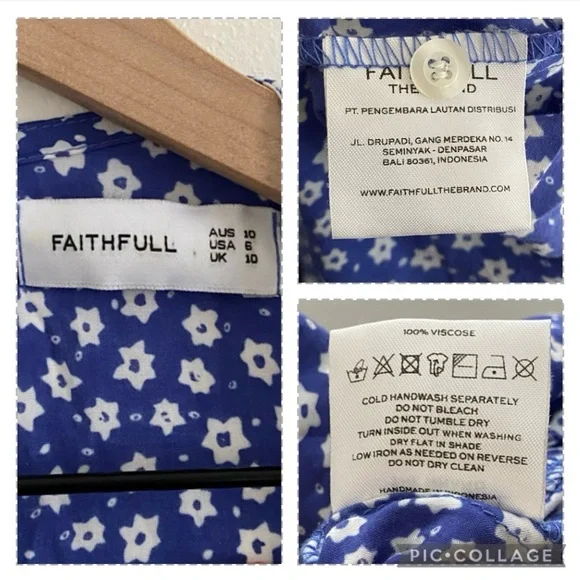 FAITHFULL
AUS 10
USA 6
UK 10
FAITHFULL
THE BRAND
PT. PENGEMBARA LAUTAN DISTRIBUSI
JL. DRUPADI, GANG MERDEKA NO. 14
SEMINYAK - DENPASAR
BALI 80361, INDONESIA
WWW.FAITHFULLTHEBRAND.COM
100% VISCOSE
COLD HANDWASH SEPARATELY
DO NOT BLEACH
DO NOT TUMBLE DRY
TURN INSIDE OUT WHEN WASHING
DRY FLAT IN SHADE
LOW IRON AS NEEDED ON REVERSE
DO NOT DRY CLEAN
HANDMADE IN INDONESIA
PIC•COLLAGE